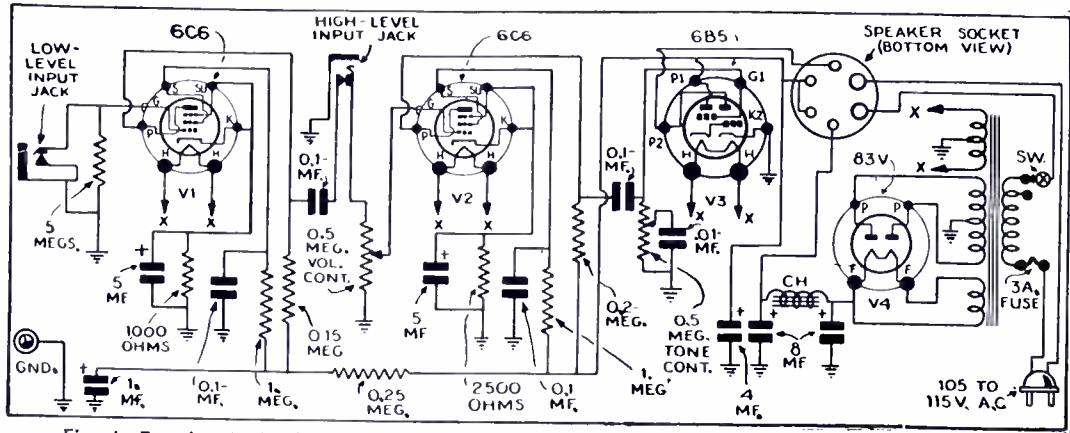 LOW-
LEVEL
INPUT
JACK
6C6
HIGH-LEVEL
INPUT JACK
6C6
6B5
SPEAKER SOCKET
(BOTTOM VIEW)
G
S
SU
P
K
H
H
V1
X
X
G
S
SU
P
K
H
H
V2
X
X
P1
G1
P2
K2
H
H
V3
X
X
X
X
83V
P
P
F
F
V4
SW.
3A.
FUSE
5
MEGS.
5
MF
1000
OHMS
0.1-
MF.
1.
MEG.
0.15
MEG
0.1-
MF.
0.5
MEG.
VOL.
CONT.
5
MF
2500
OHMS
0.1
MF.
1.
MEG
0.2-
MEG.
0.1-
MF.
.01-
MF.
0.5
MEG.
TONE
CONT.
CH
8
MF
4
MF.
GND.
1.
MF.
0.25
MEG.
105 TO
115V. A.C